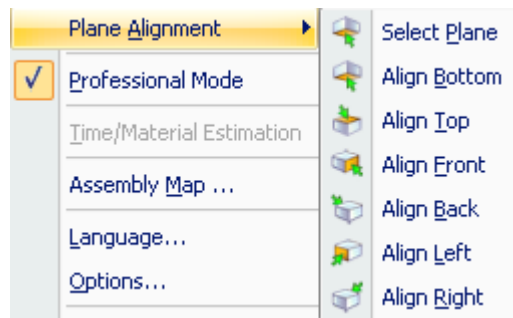 Plane Alignment
Professional Mode
Time/Material Estimation
Assembly Map ...
Language...
Options...
Select Plane
Align Bottom
Align Top
Align Front
Align Back
Align Left
Align Right